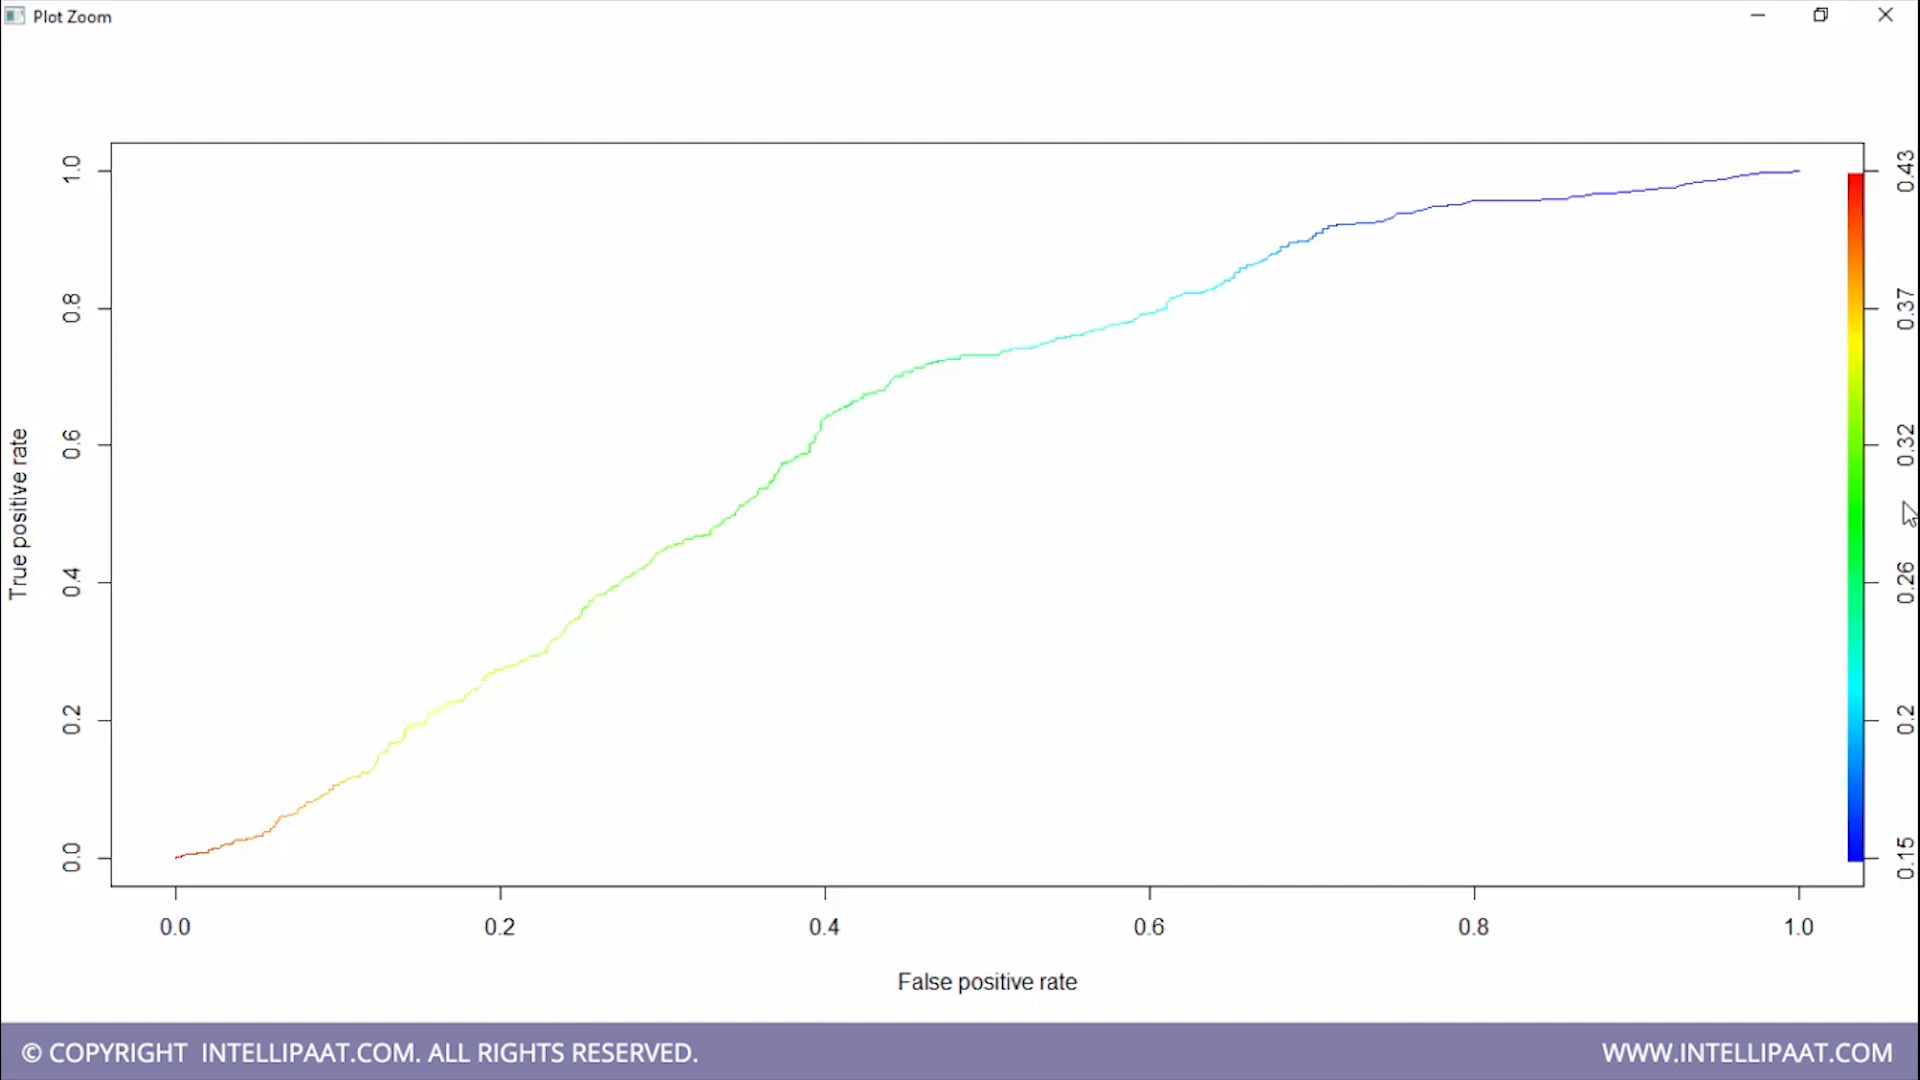 Plot Zoom
1.0
0.8
0.6
0.4
0.2
0.0
True positive rate
0.43
0.37
0.32
0.26
0.2
0.15
0.0 0.2 0.4 0.6 0.8 1.0
False positive rate
© COPYRIGHT INTELLIPAAT.COM. ALL RIGHTS RESERVED.
WWW.INTELLIPAAT.COM